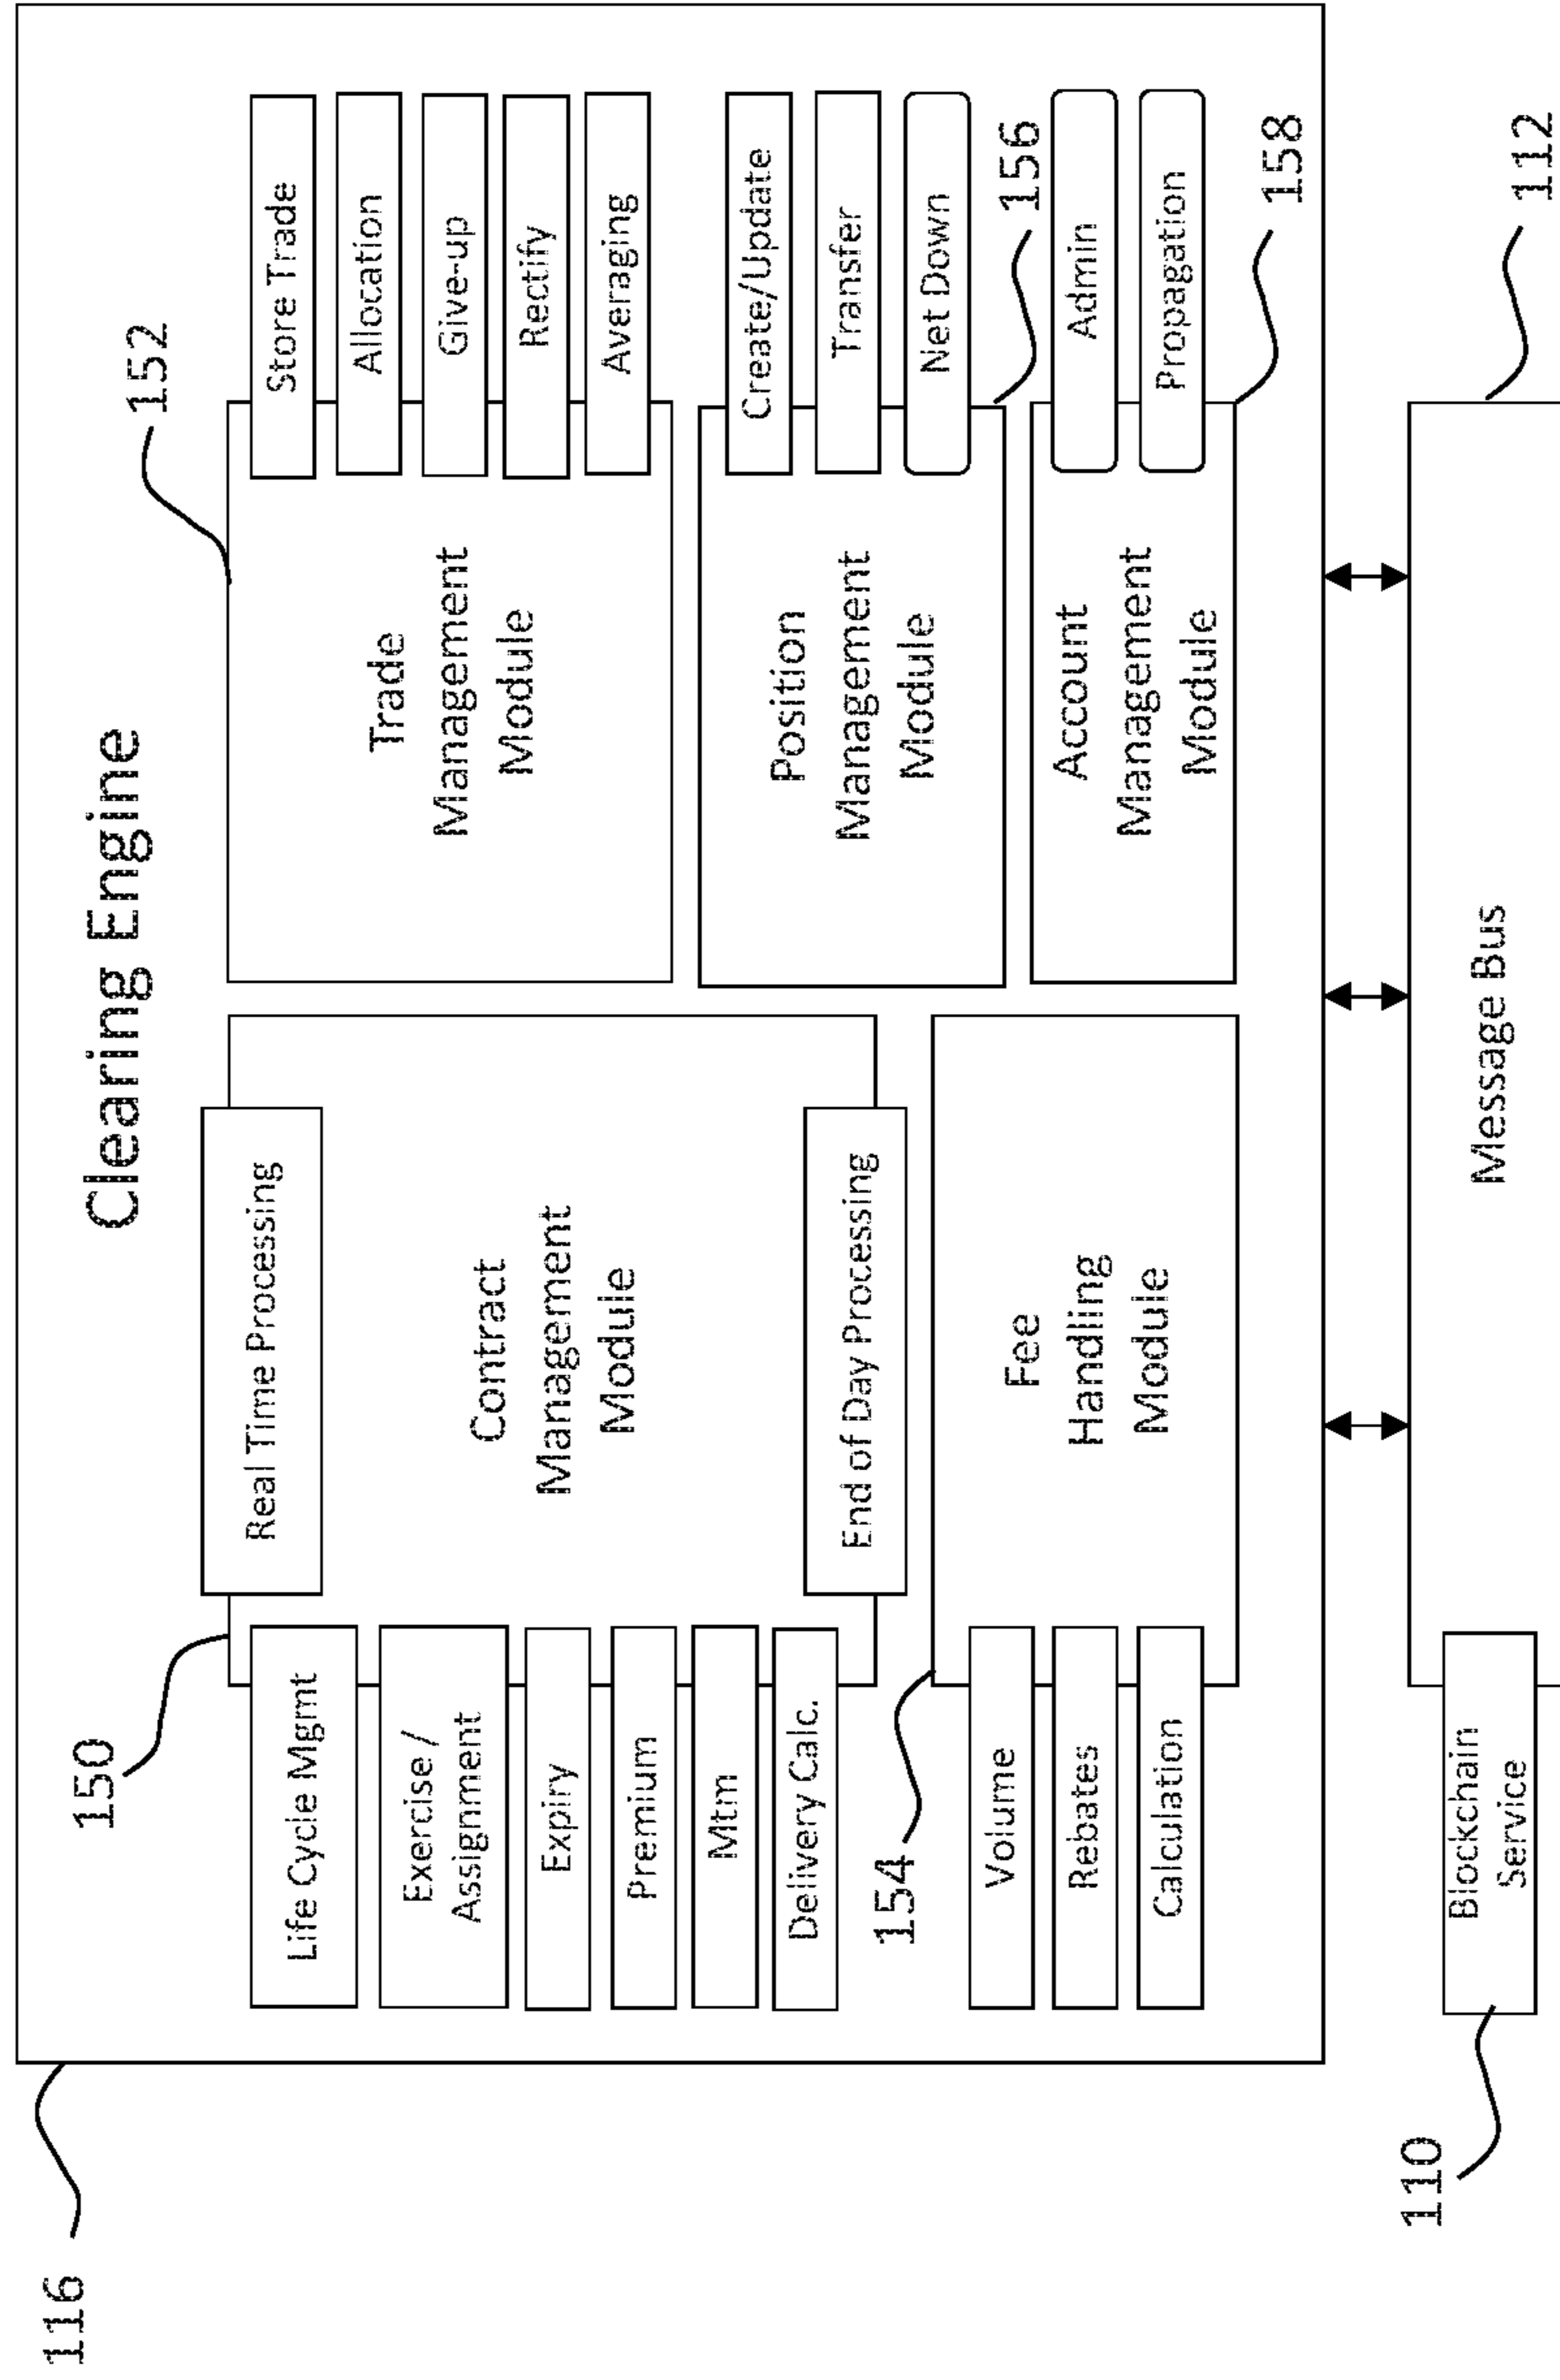 116
Clearing Engine
150
Real Time Processing
Life Cycle Mgmt
Exercise /
Assignment
Expiry
Premium
Mtm
Delivery Calc.
Contract
Management
Module
End of Day Processing
152
Trade
Management
Module
Store Trade
Allocation
Give-up
Rectify
Averaging
154
Volume
Rebates
Calculation
Fee
Handling
Module
Position
Management
Module
Create/Update
Transfer
Net Down
156
Account
Management
Module
Admin
Propagation
158
110
Blockchain
Service
Message Bus
112